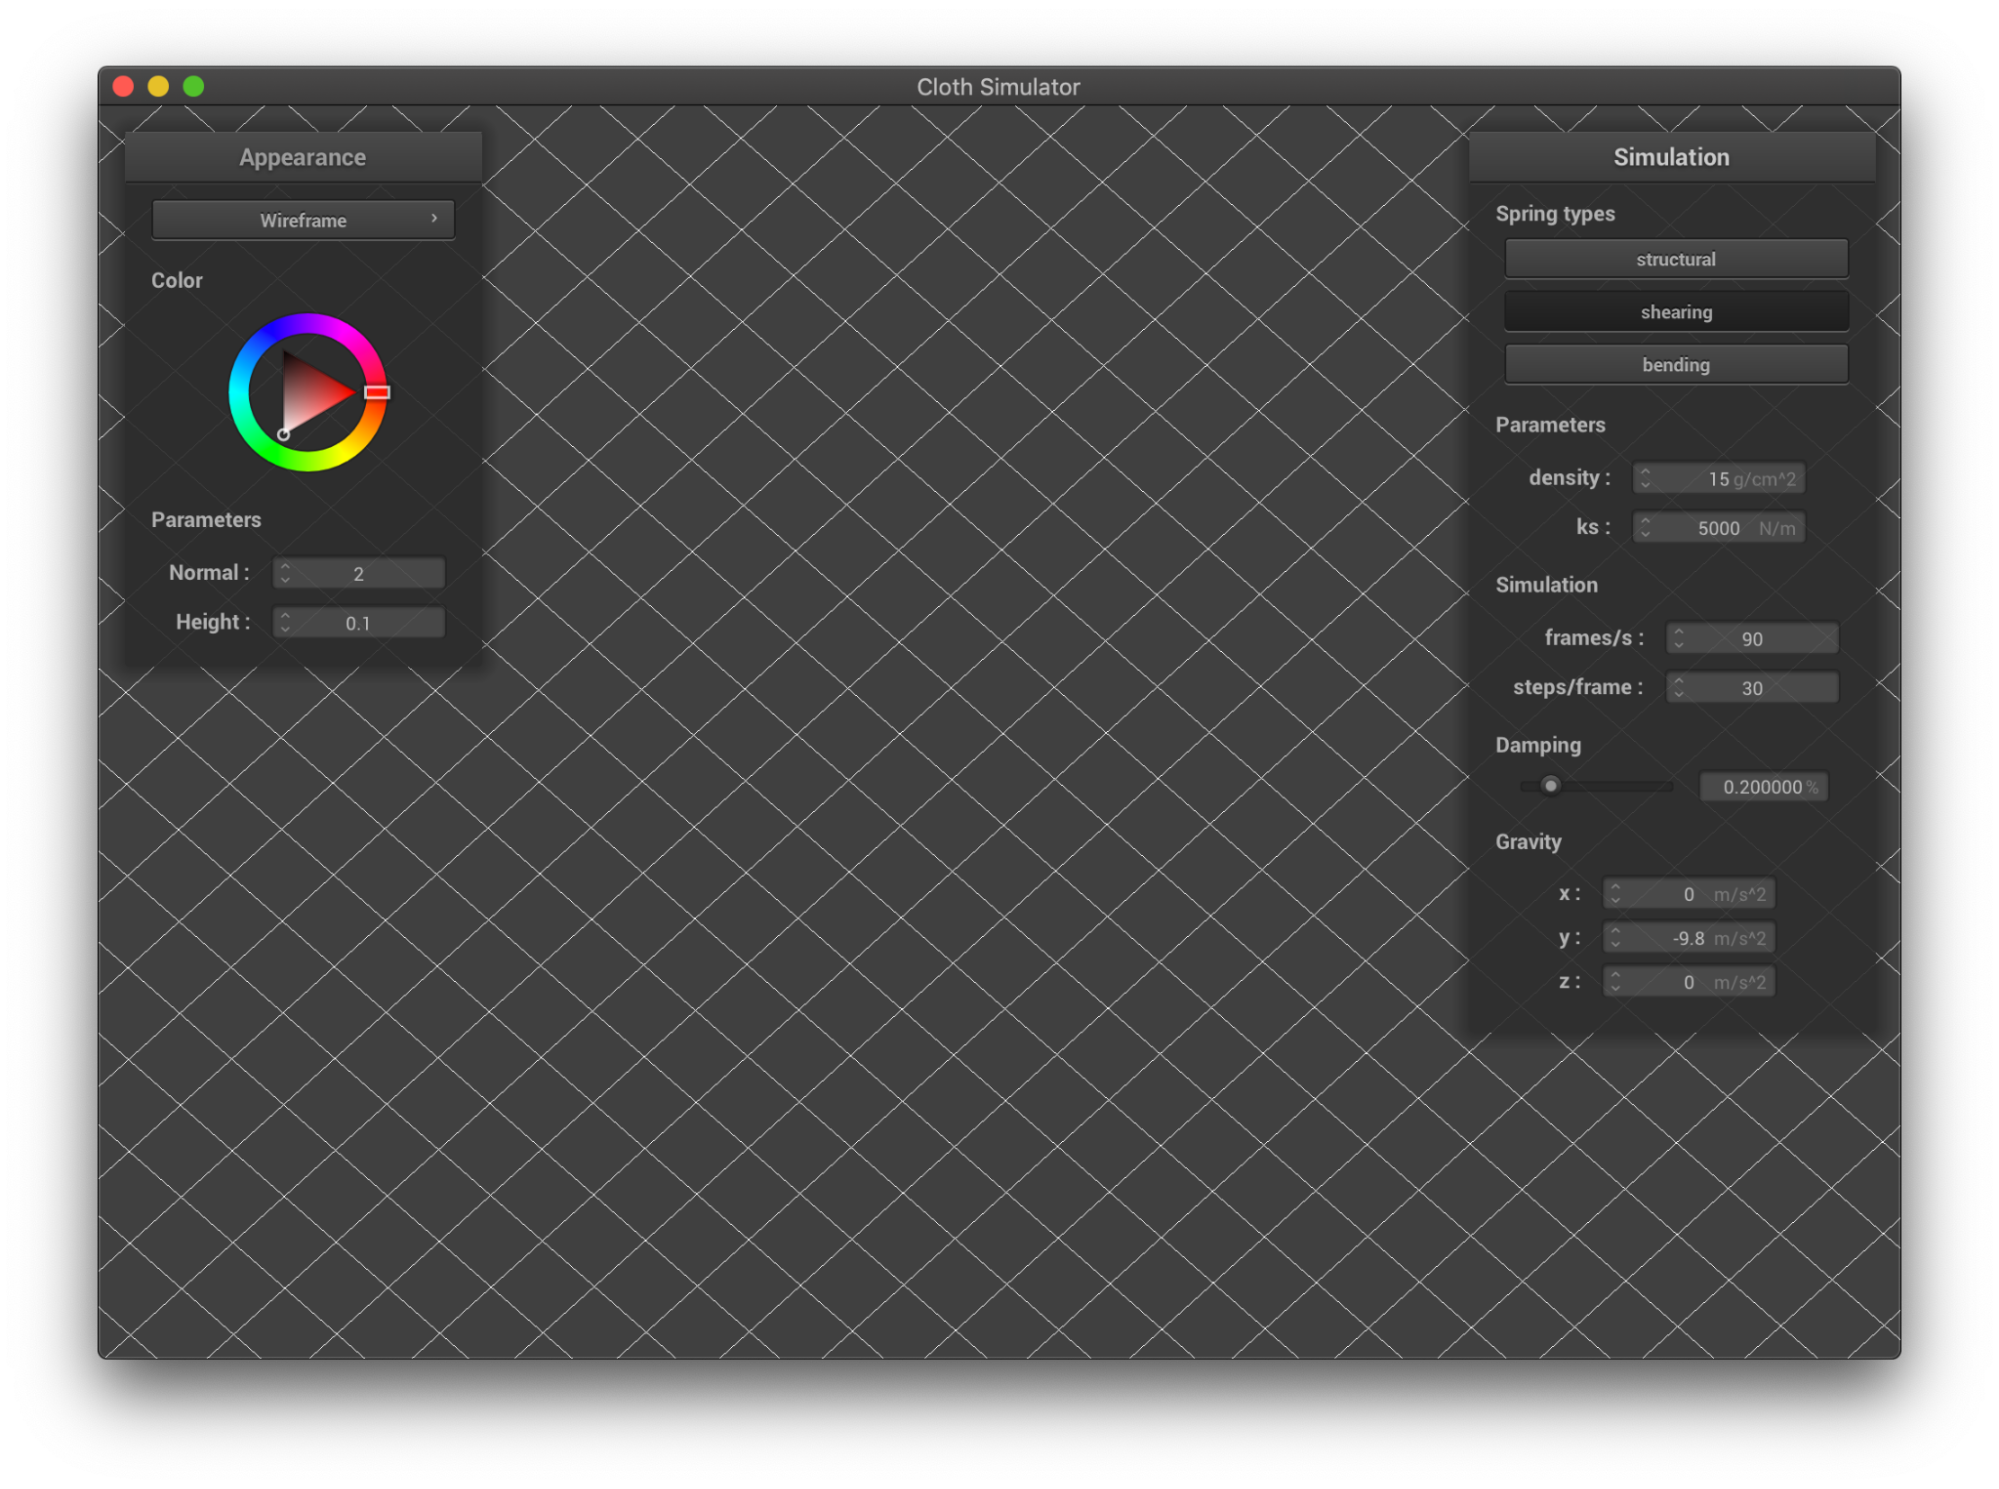 Cloth Simulator
Appearance
Wireframe
Color
Parameters
Normal : 2
Height : 0.1
Simulation
Spring types
structural
shearing
bending
Parameters
density : 15 g/cm^2
ks : 5000 N/m
Simulation
frames/s : 90
steps/frame : 30
Damping
0.200000 %
Gravity
x : 0 m/s^2
y : -9.8 m/s^2
z : 0 m/s^2